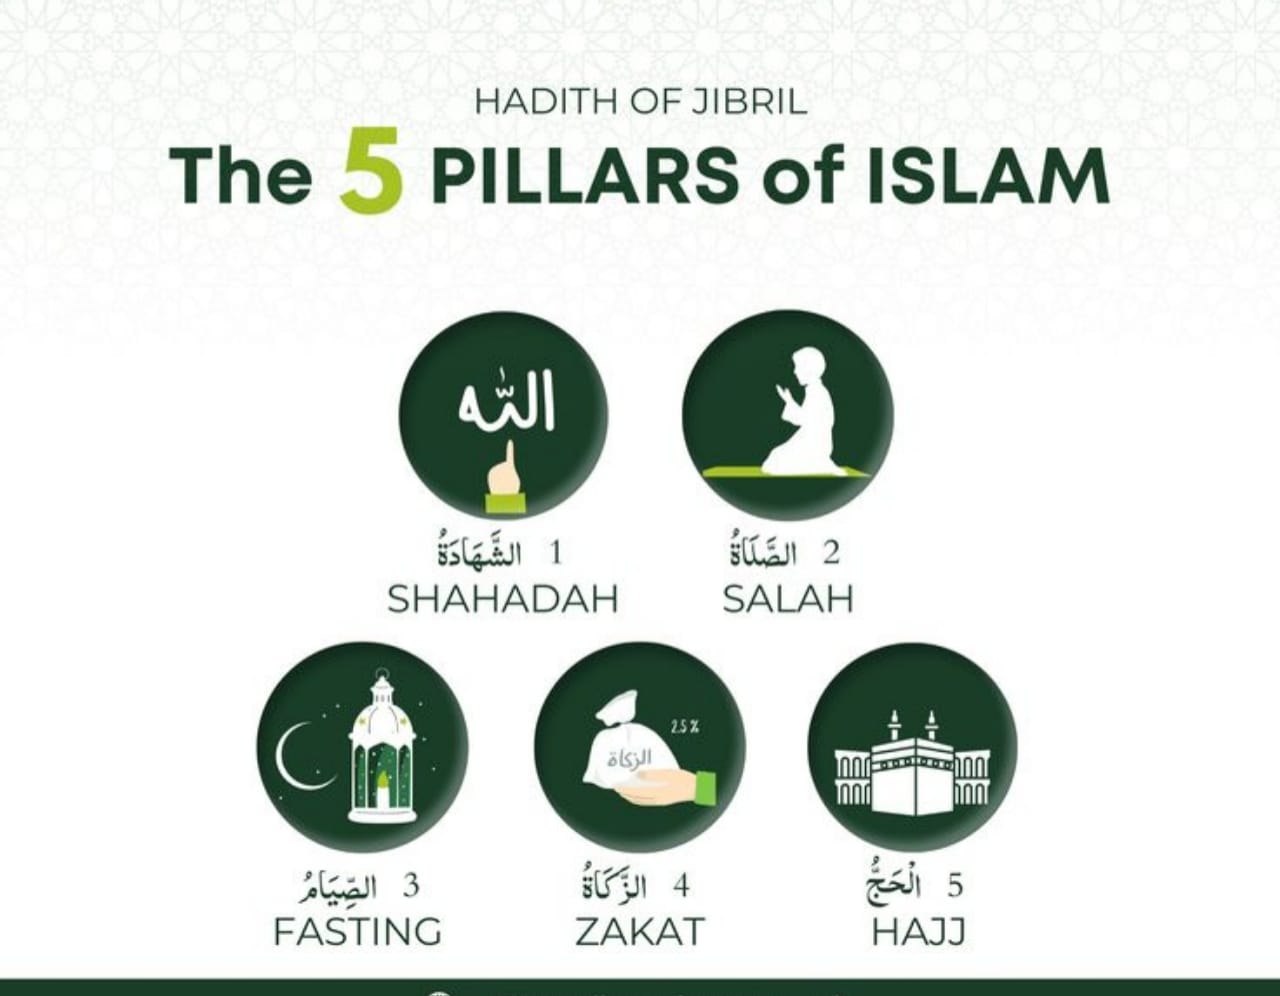 HADITH OF JIBRIL
The 5 PILLARS of ISLAM
الله
1 الشَّهَادَةُ
SHAHADAH
2 الصَّلَاةُ
SALAH
3 الصِّيَامُ
FASTING
2.5 %
الزكاة
4 الزَّكَاةُ
ZAKAT
5 الْحَجُّ
HAJJ